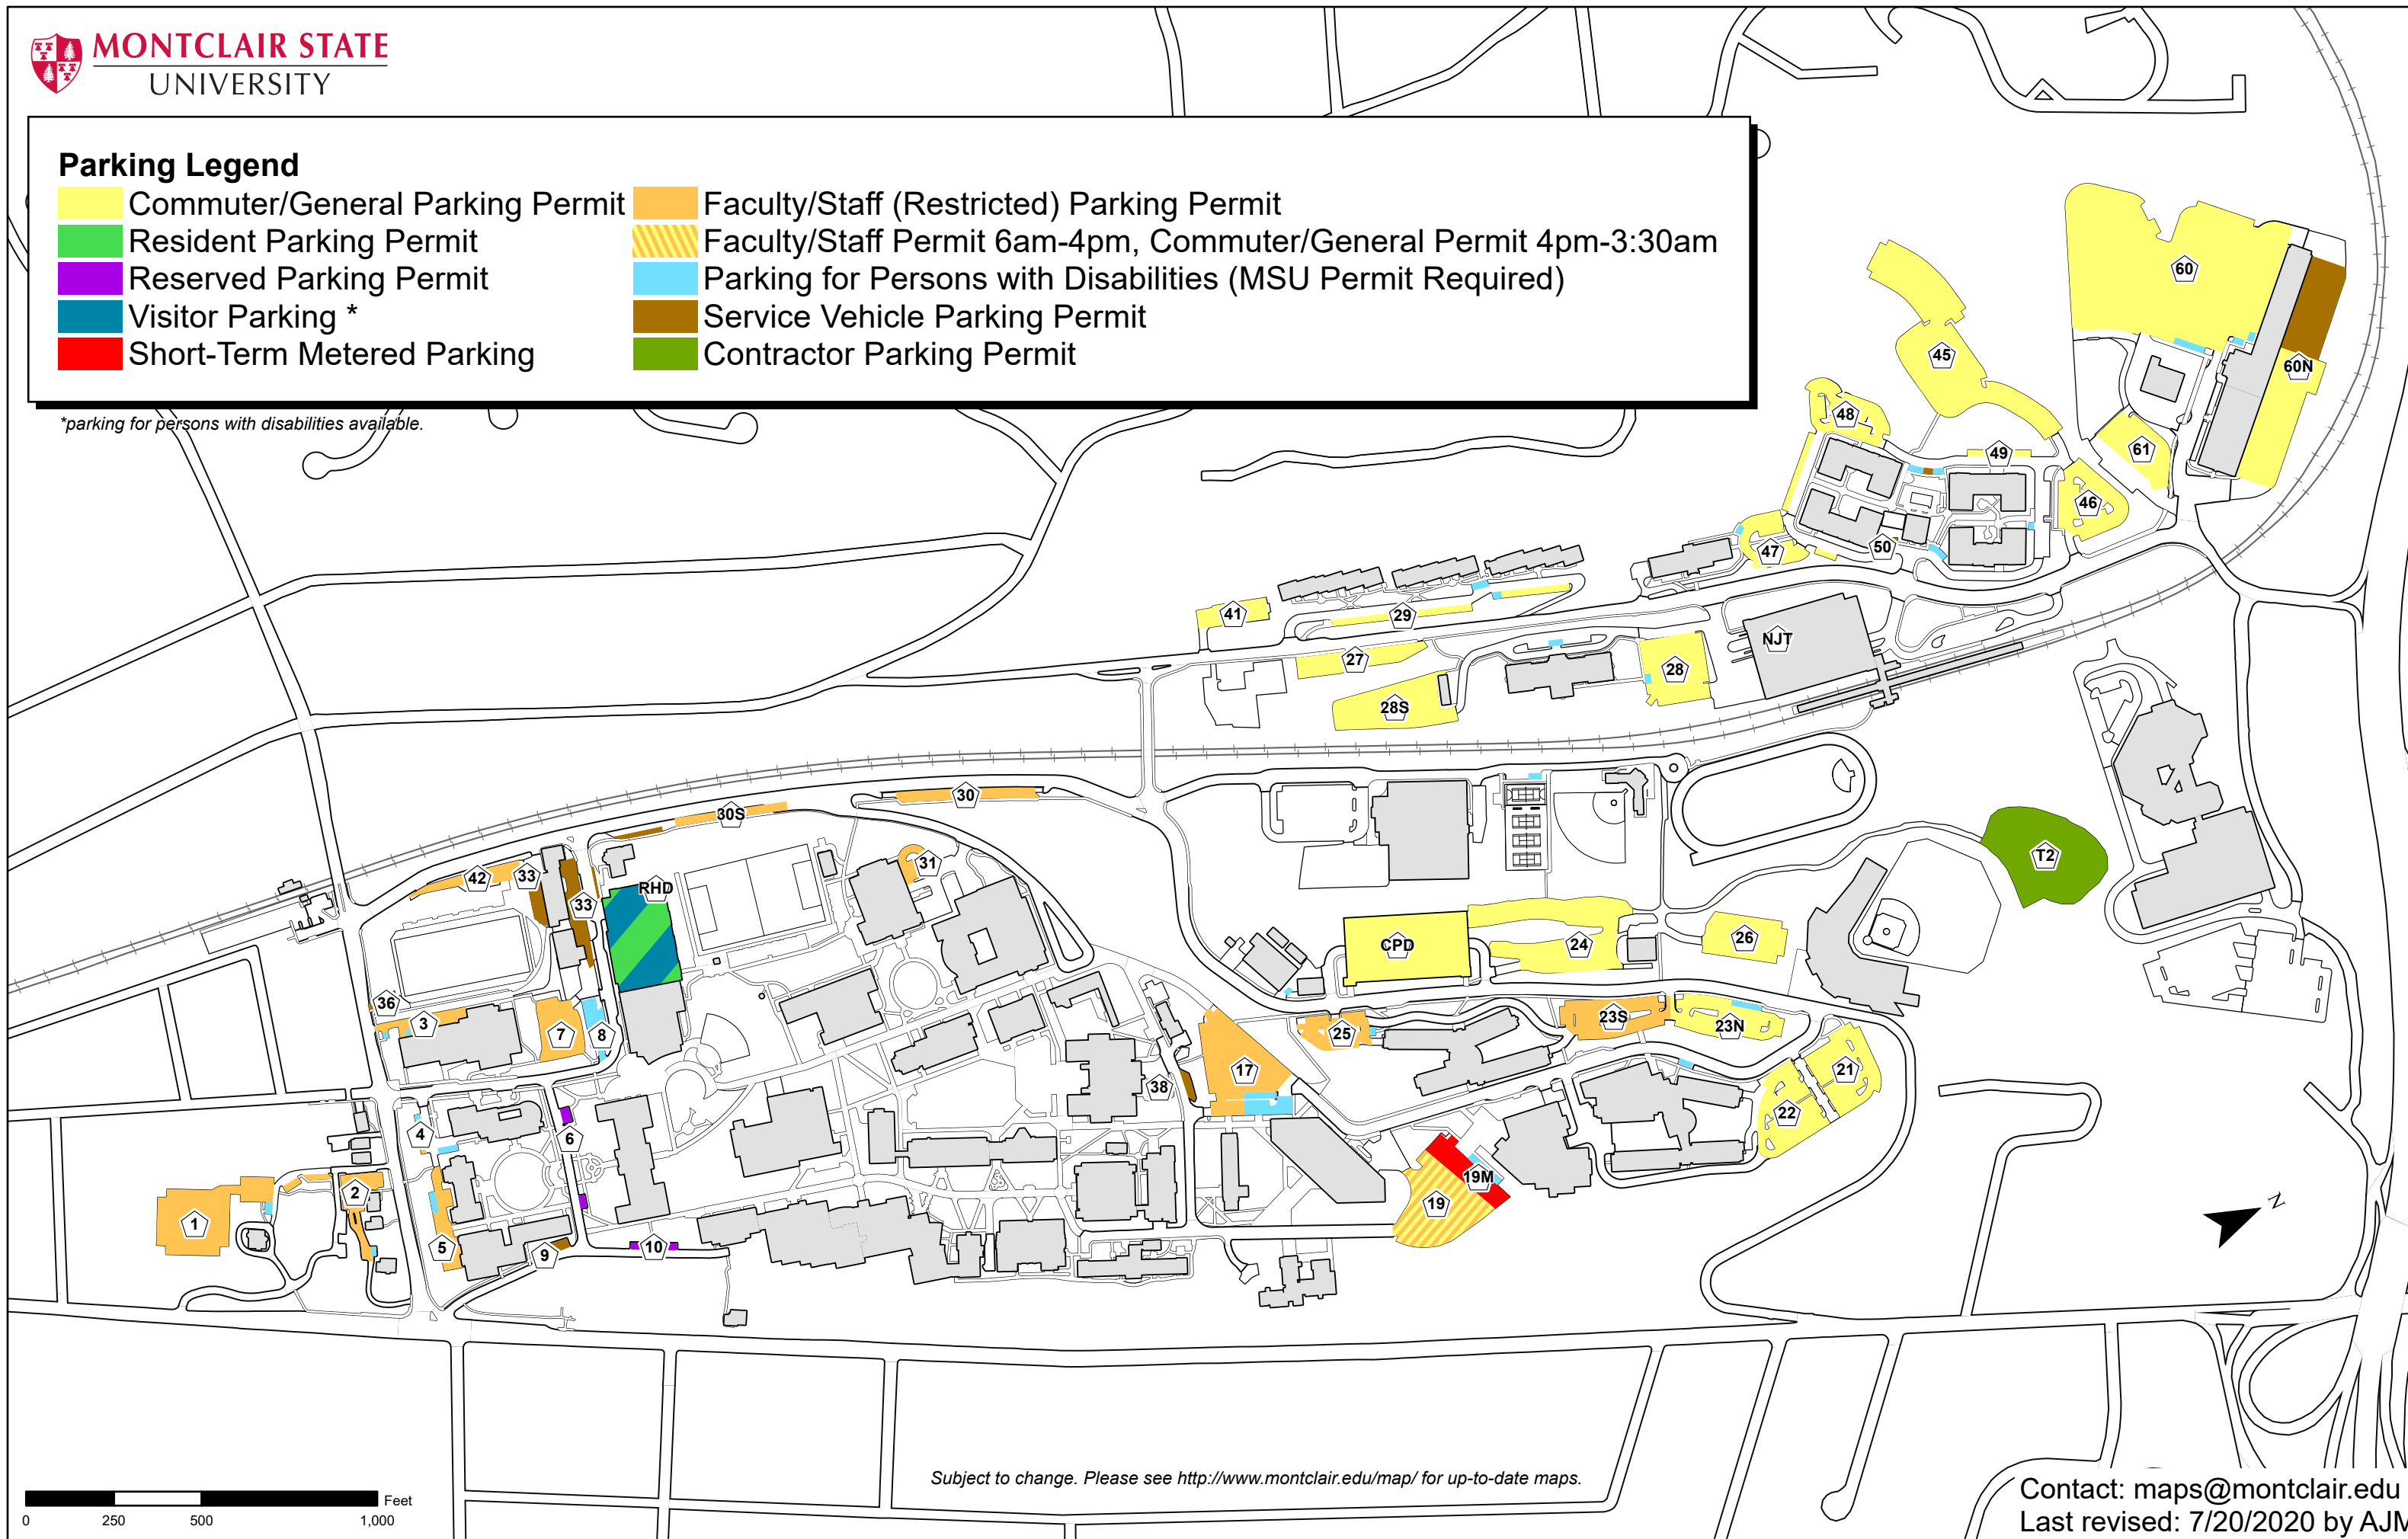 MONTCLAIR STATE
UNIVERSITY
Parking Legend
Commuter/General Parking Permit
Resident Parking Permit
Reserved Parking Permit
Visitor Parking *
Short-Term Metered Parking
Faculty/Staff (Restricted) Parking Permit
Faculty/Staff Permit 6am-4pm, Commuter/General Permit 4pm-3:30am
Parking for Persons with Disabilities (MSU Permit Required)
Service Vehicle Parking Permit
Contractor Parking Permit
*parking for persons with disabilities available.
60
45
60N
48
61
49
46
50
47
41
29
NJT
27
28
28S
30
30S
T2
31
42
33
RHD
33
26
CPD
24
36
3
7
8
23S
23N
25
17
21
38
22
4
6
19M
2
19
1
5
9
10
N
Subject to change. Please see http://www.montclair.edu/map/ for up-to-date maps.
Feet
0 250 500 1,000
Contact: maps@montclair.edu
Last revised: 7/20/2020 by AJM